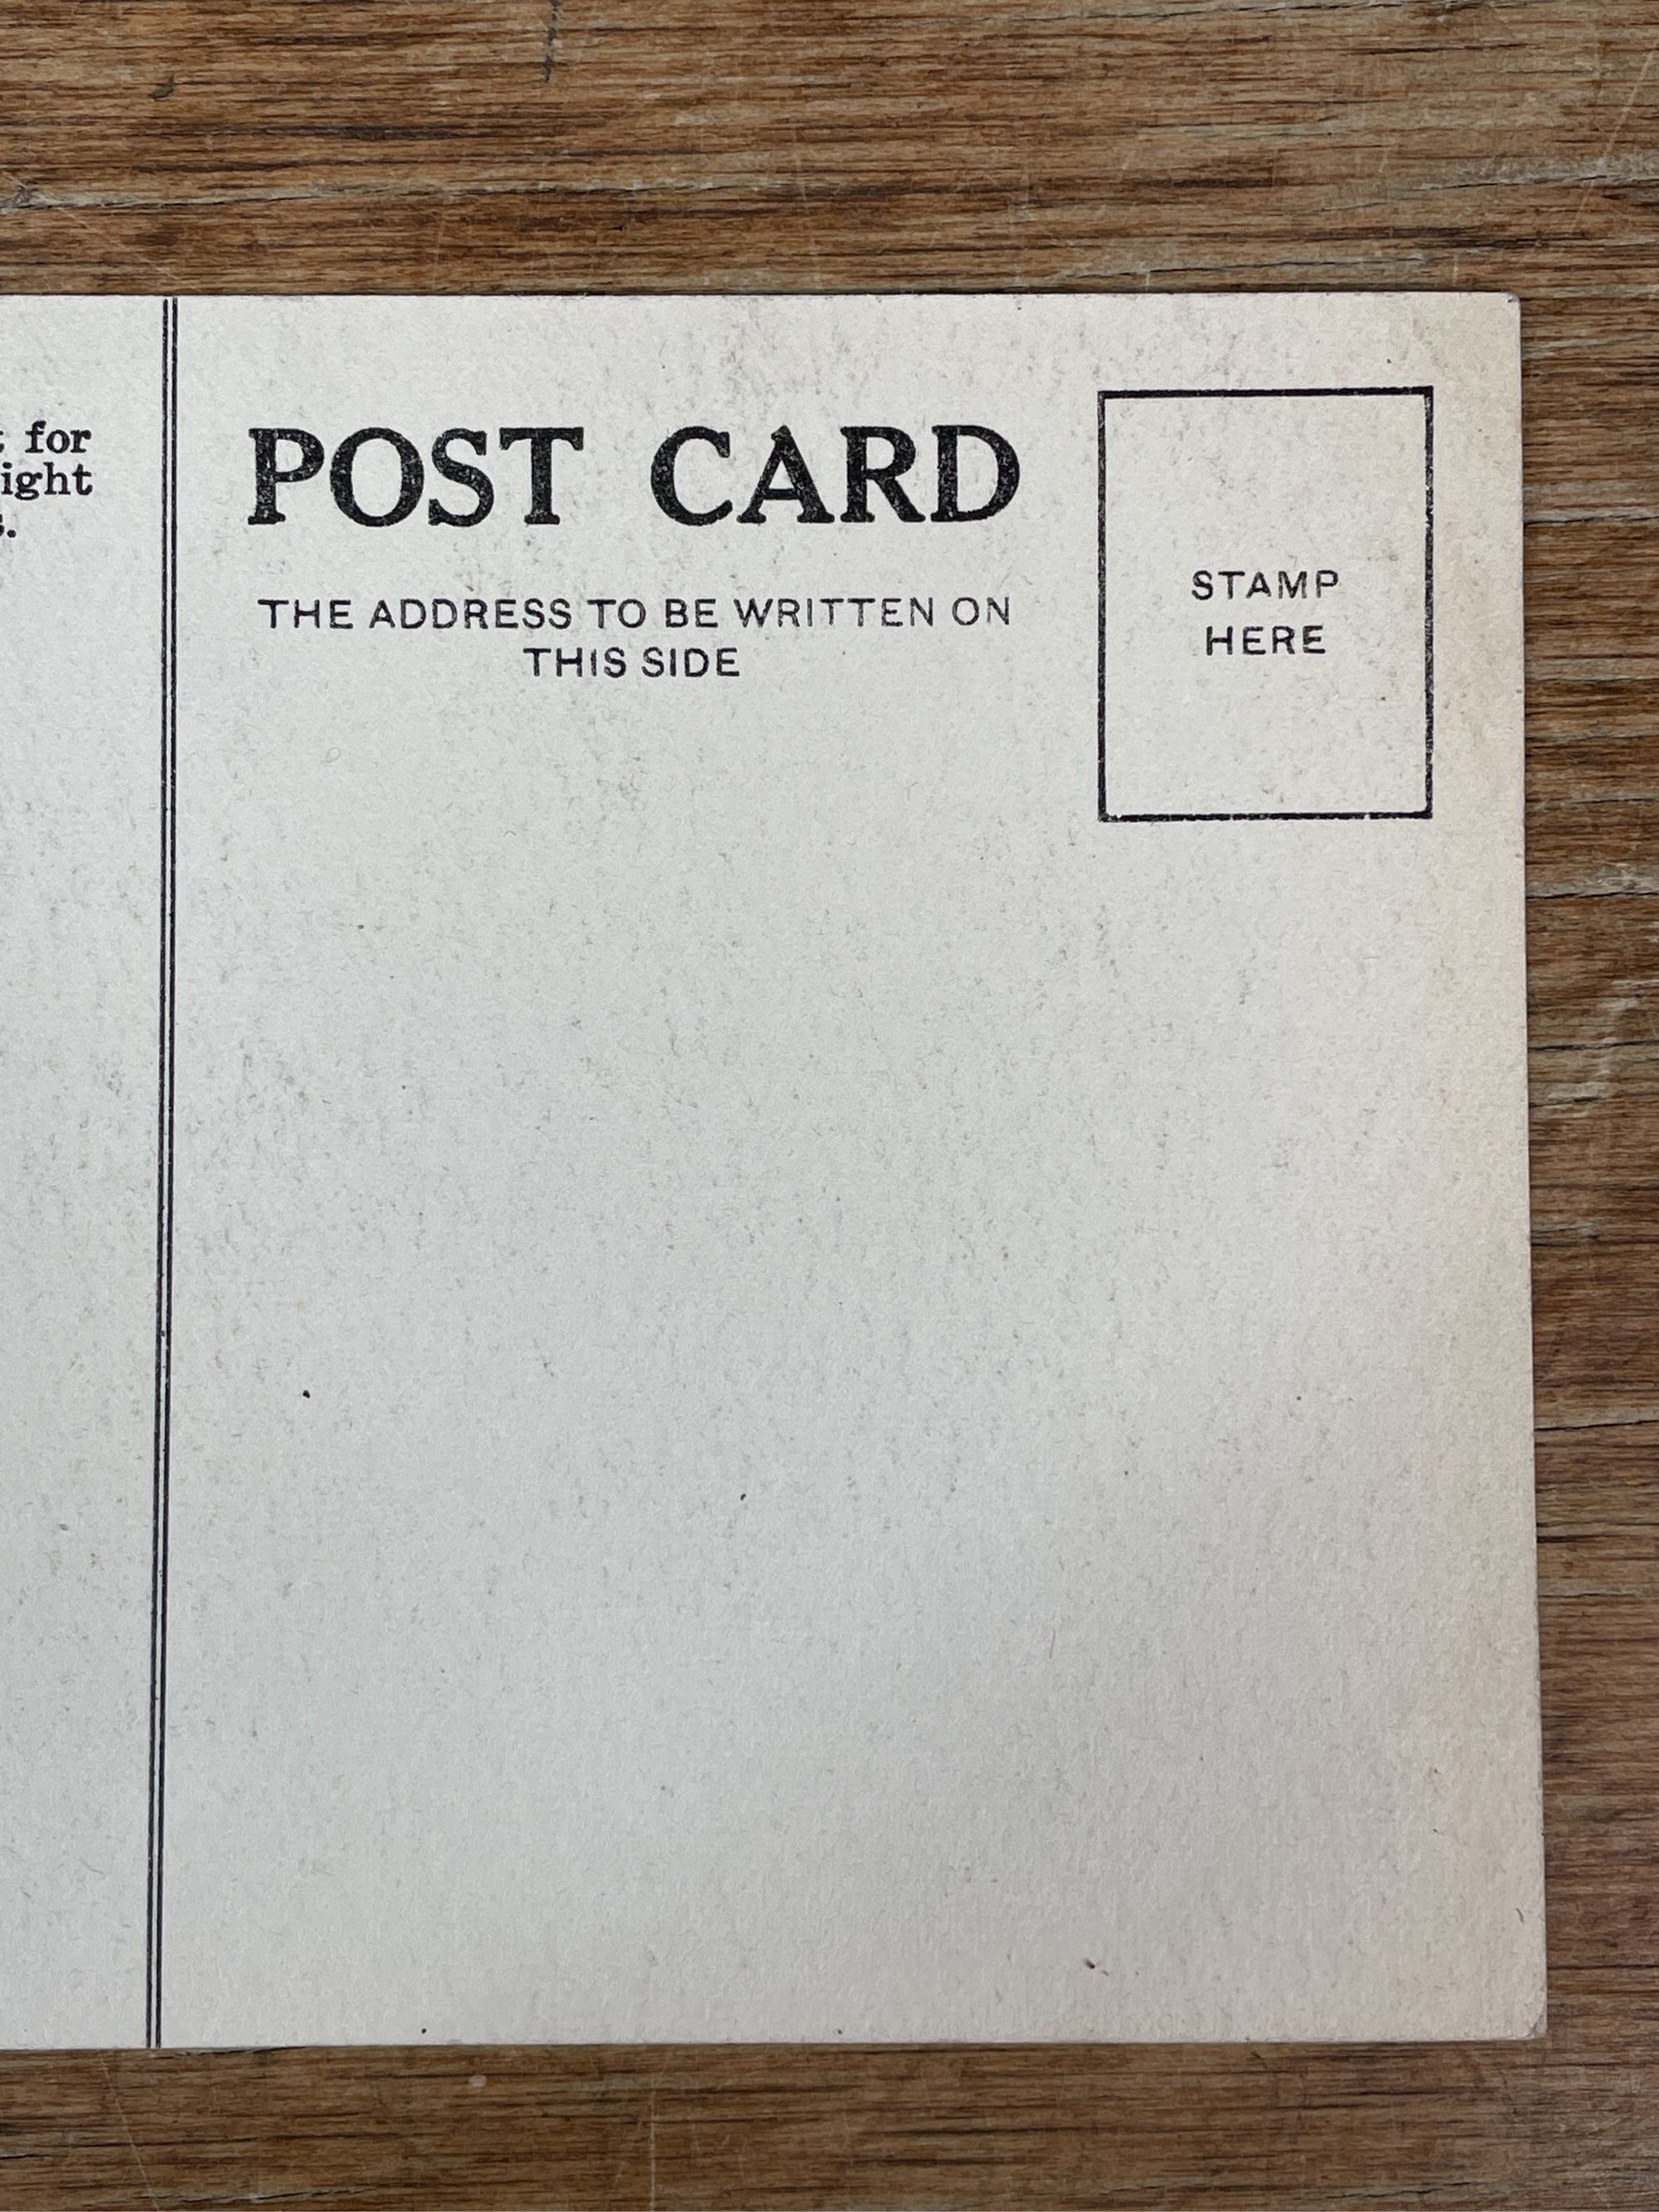 for
ight
s.
POST CARD
THE ADDRESS TO BE WRITTEN ON
THIS SIDE
STAMP
HERE